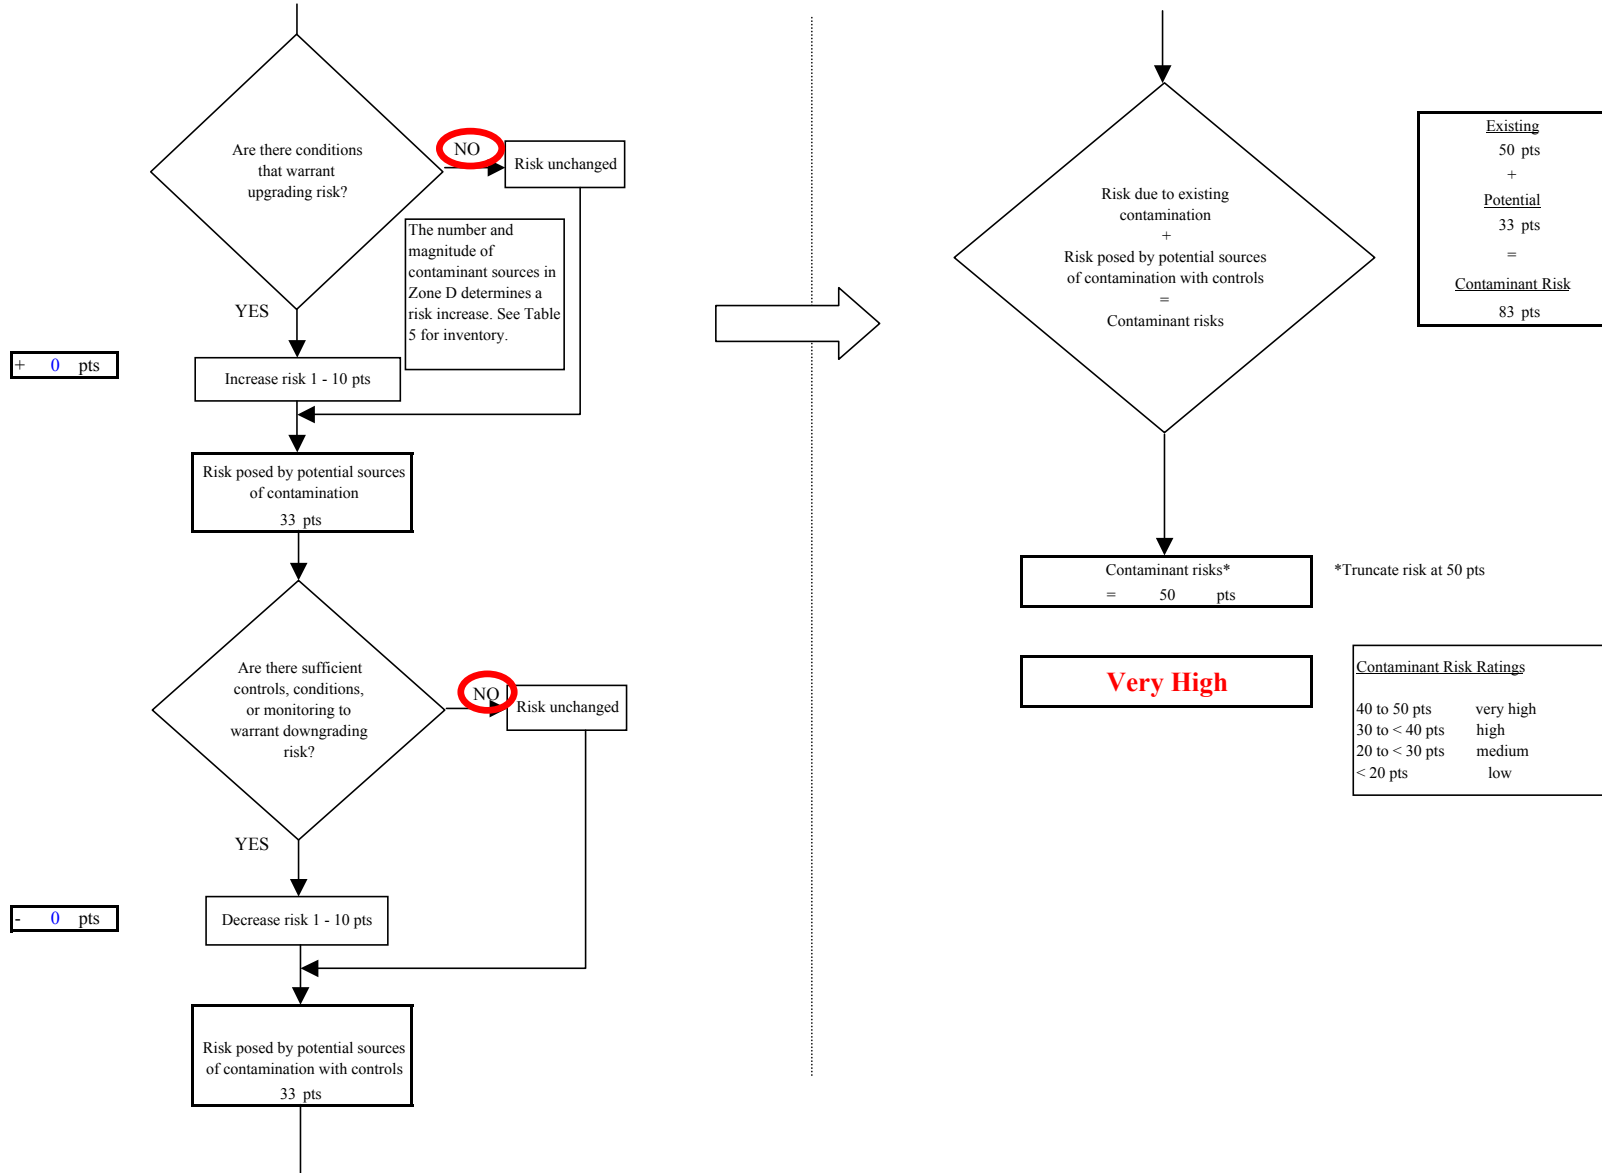 Are there conditions
that warrant
upgrading risk?
NO
Risk unchanged
The number and
magnitude of
contaminant sources in
Zone D determines a
risk increase. See Table
5 for inventory.
YES
+ 0 pts
Increase risk 1 - 10 pts
Risk posed by potential sources
of contamination
33 pts
Are there sufficient
controls, conditions,
or monitoring to
warrant downgrading
risk?
NO
Risk unchanged
YES
- 0 pts
Decrease risk 1 - 10 pts
Risk posed by potential sources
of contamination with controls
33 pts
Risk due to existing
contamination
+
Risk posed by potential sources
of contamination with controls
=
Contaminant risks
Existing
50 pts
+
Potential
33 pts
=
Contaminant Risk
83 pts
Contaminant risks*
= 50 pts
*Truncate risk at 50 pts
Very High
Contaminant Risk Ratings
40 to 50 pts very high
30 to < 40 pts high
20 to < 30 pts medium
< 20 pts low